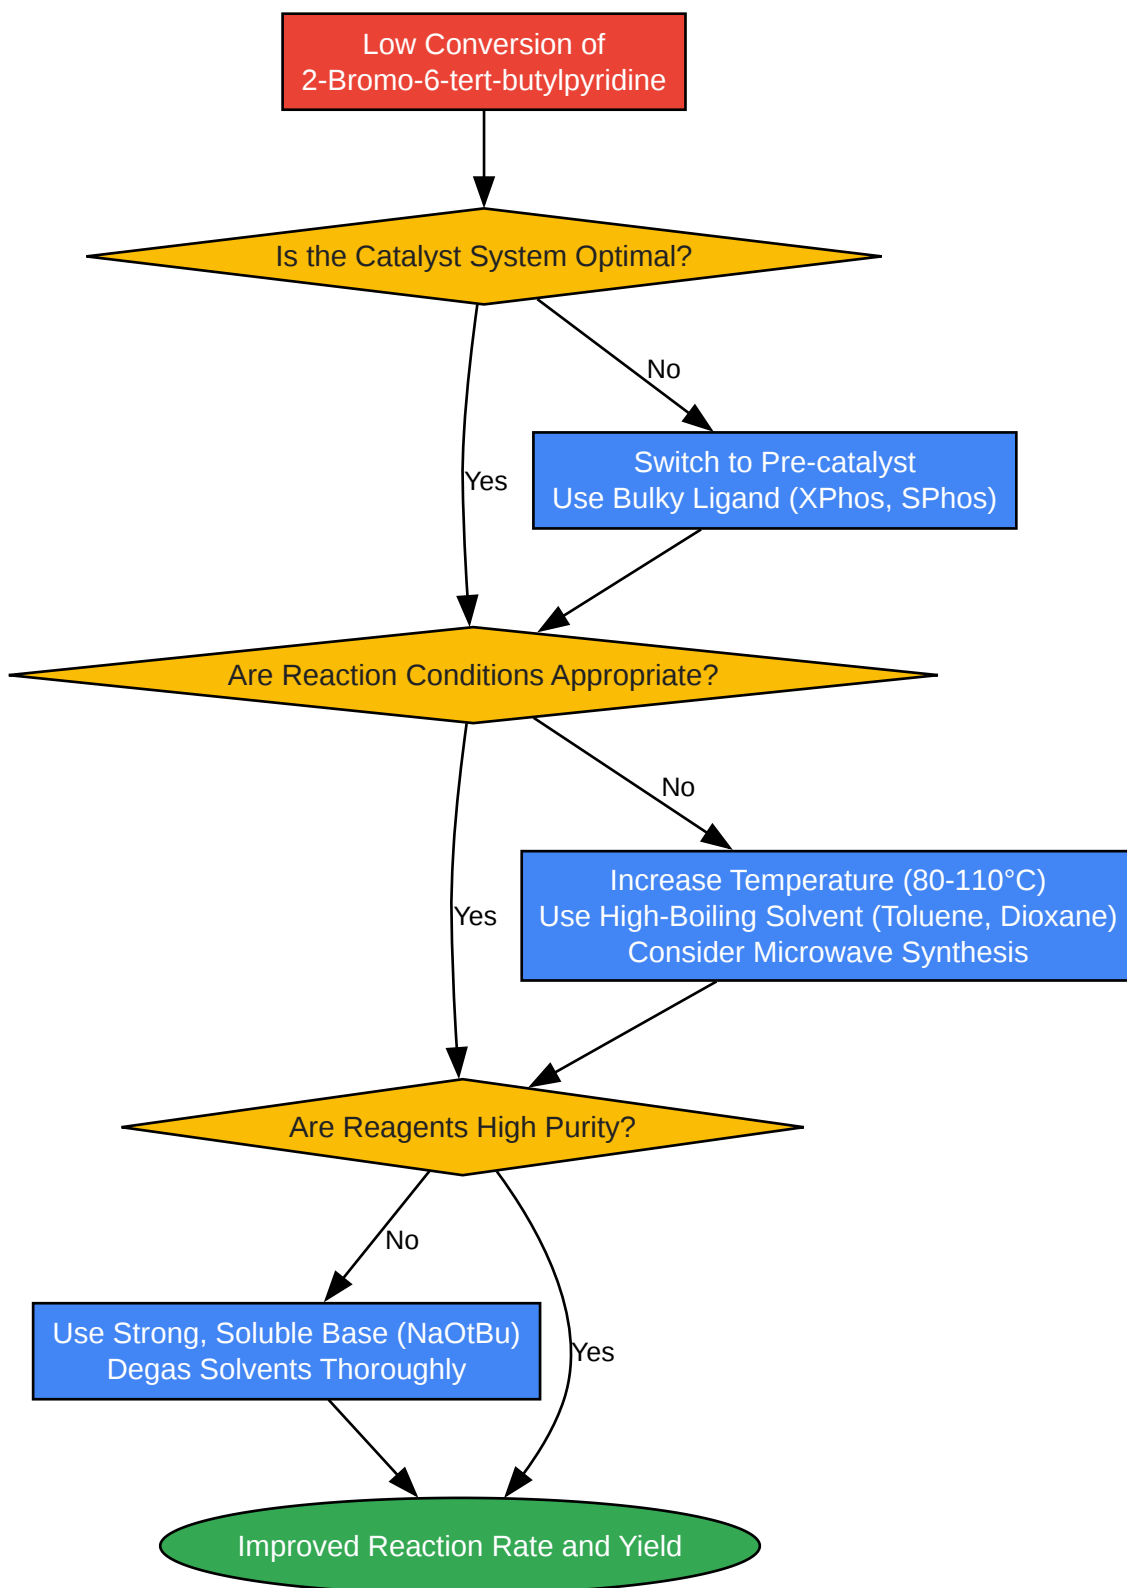 Low Conversion of
2-Bromo-6-tert-butylpyridine
Is the Catalyst System Optimal?
No
Switch to Pre-catalyst
Use Bulky Ligand (XPhos, SPhos)
Yes
Are Reaction Conditions Appropriate?
No
Increase Temperature (80-110°C)
Use High-Boiling Solvent (Toluene, Dioxane)
Consider Microwave Synthesis
Yes
Are Reagents High Purity?
No
Use Strong, Soluble Base (NaOtBu)
Degas Solvents Thoroughly
Yes
Improved Reaction Rate and Yield